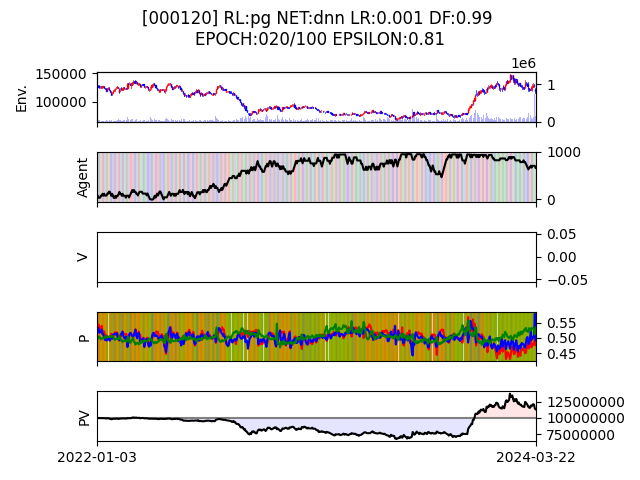 [000120] RL:pg NET:dnn LR:0.001 DF:0.99
EPOCH:020/100 EPSILON:0.81
1e6
150000
100000
Env.
1
0
Agent
1000
0
V
0.05
0.00
−0.05
P
0.55
0.50
0.45
PV
125000000
100000000
75000000
2022-01-03
2024-03-22